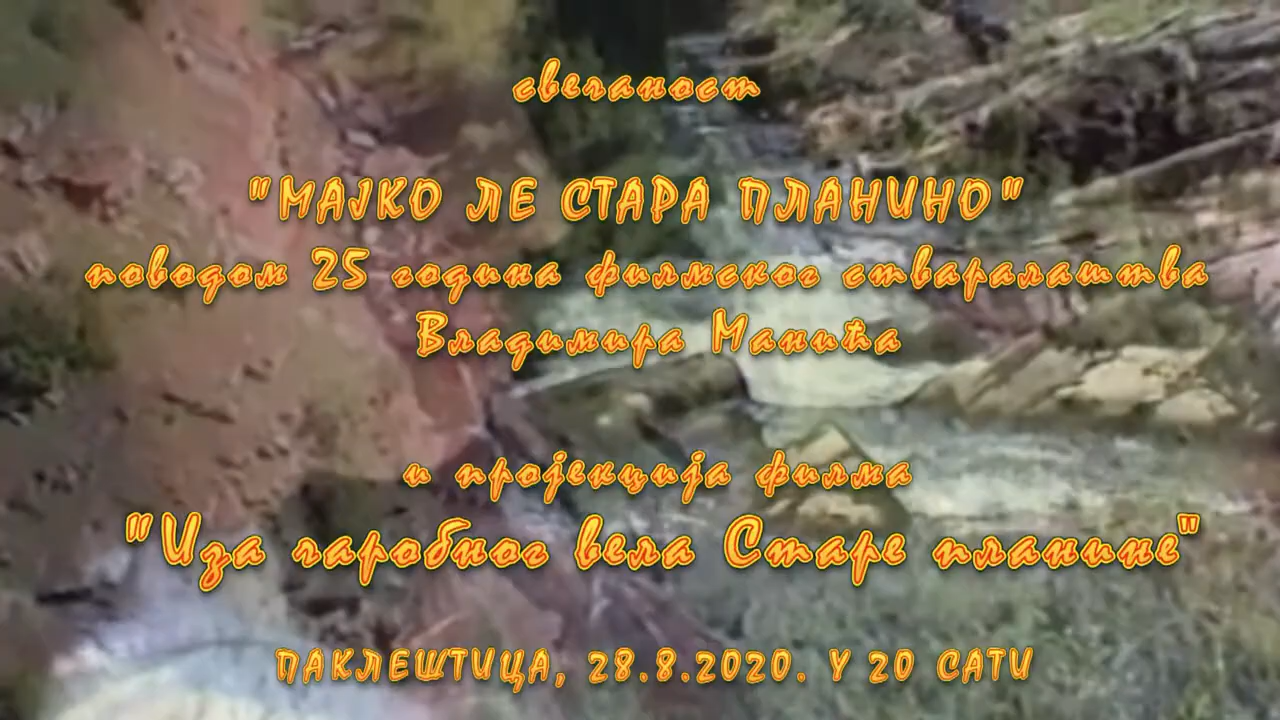 свечаност
"МАЈКО ЛЕ СТАРА ПЛАНИНО"
поводом 25 година филмског стваралаштва
Владимира Манића
и пројекција филма
"Иза чаробног вела Старе планине"
ПАКЛЕШТИЦА, 28.8.2020. У 20 САТИ